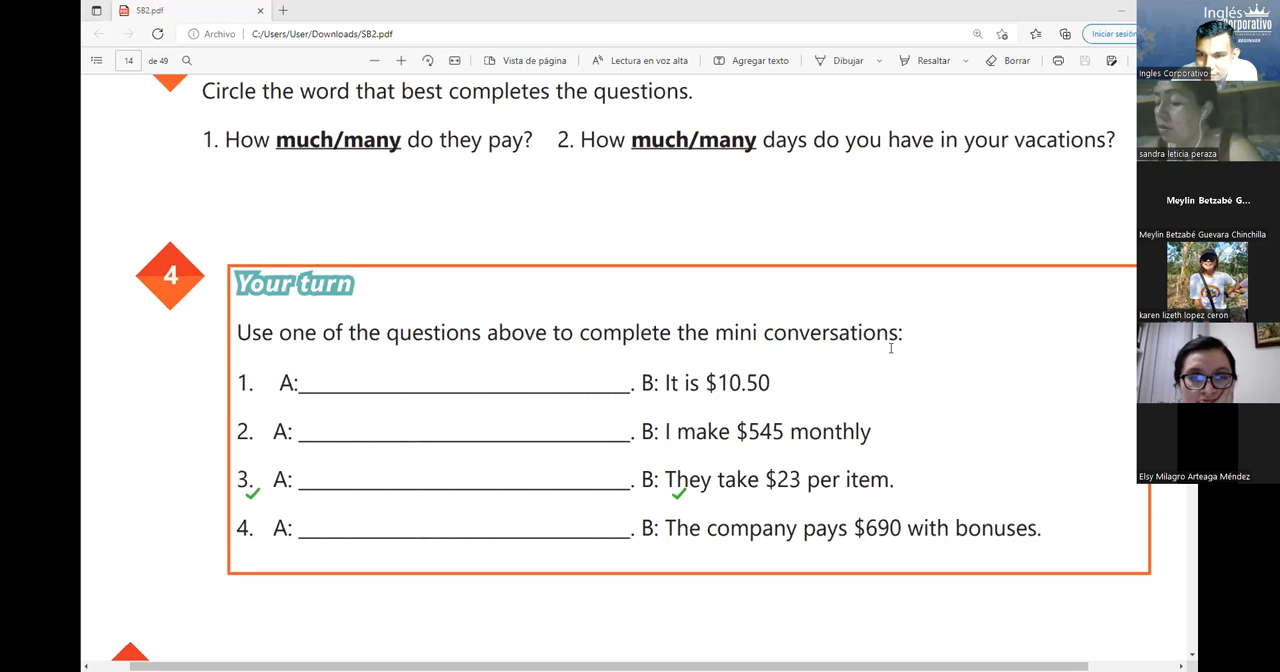 SB2.pdf
Archivo
C:/Users/User/Downloads/SB2.pdf
Iniciar sesión
14
de 49
Vista de página
Lectura en voz alta
Agregar texto
Dibujar
Resaltar
Borrar
Circle the word that best completes the questions.
1. How much/many do they pay? 2. How much/many days do you have in your vacations?
4
Your turn
Use one of the questions above to complete the mini conversations:
1. A:______________________________. B: It is $10.50
2. A: ______________________________. B: I make $545 monthly
3. A: ______________________________. B: They take $23 per item.
4. A: ______________________________. B: The company pays $690 with bonuses.
Inglés
Corporativo
BEGINNER
Ingles Corporativo
sandra leticia peraza
Meylin Betzabé G...
Meylin Betzabé Guevara Chinchilla
karen lizeth lopez ceron
Elsy Milagro Arteaga Méndez